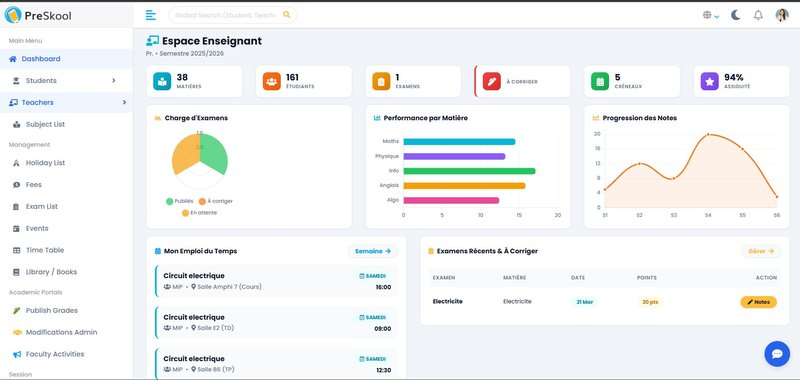 PreSkool
Global Search (Student, Teache
Main Menu
Dashboard
Students
Teachers
Subject List
Management
Holiday List
Fees
Exam List
Events
Time Table
Library / Books
Academic Portals
Publish Grades
Modifications Admin
Faculty Activities
Session
Espace Enseignant
Pr. • Semestre 2025/2026
38
MATIÈRES
161
ÉTUDIANTS
1
EXAMENS
À CORRIGER
5
CRÉNEAUX
94%
ASSIDUITÉ
Charge d'Examens
1.0
0.5
Publiés
À corriger
En attente
Performance par Matière
Maths
Physique
Info
Anglais
Algo
0 5 10 15 20
Progression des Notes
20
16
12
8
4
0
S1 S2 S3 S4 S5 S6
Mon Emploi du Temps
Semaine →
Circuit electrique
SAMEDI
MIP • Salle Amphi 7 (Cours)
16:00
Circuit electrique
SAMEDI
MIP • Salle E2 (TD)
09:00
Circuit electrique
SAMEDI
MIP • Salle B6 (TP)
12:30
Examens Récents & À Corriger
Gérer →
EXAMEN MATIÈRE DATE POINTS ACTION
Electricite Electricite 21 Mar 20 pts Notes